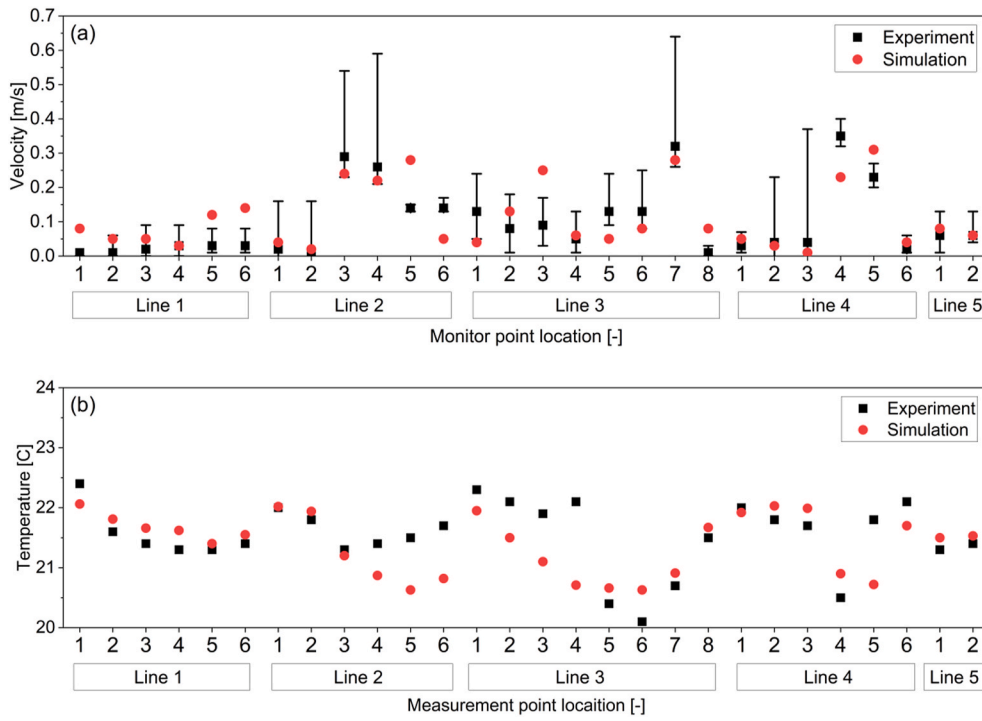 (a)
Experiment
Simulation
Velocity [m/s]
0.7
0.6
0.5
0.4
0.3
0.2
0.1
0.0
1 2 3 4 5 6 1 2 3 4 5 6 1 2 3 4 5 6 7 8 1 2 3 4 5 6 1 2
Line 1 Line 2 Line 3 Line 4 Line 5
Monitor point location [-]
(b)
Experiment
Simulation
Temperature [C]
24
23
22
21
20
1 2 3 4 5 6 1 2 3 4 5 6 1 2 3 4 5 6 7 8 1 2 3 4 5 6 1 2
Line 1 Line 2 Line 3 Line 4 Line 5
Measurement point locaition [-]